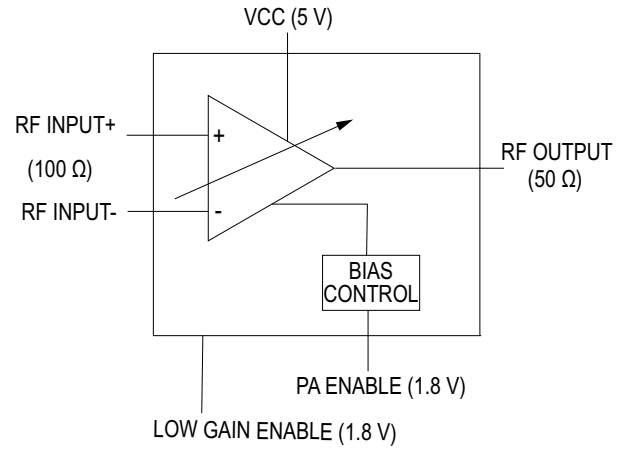 VCC (5 V)
RF INPUT+
+
(100 Ω)
RF OUTPUT
(50 Ω)
RF INPUT-
-
BIAS
CONTROL
PA ENABLE (1.8 V)
LOW GAIN ENABLE (1.8 V)